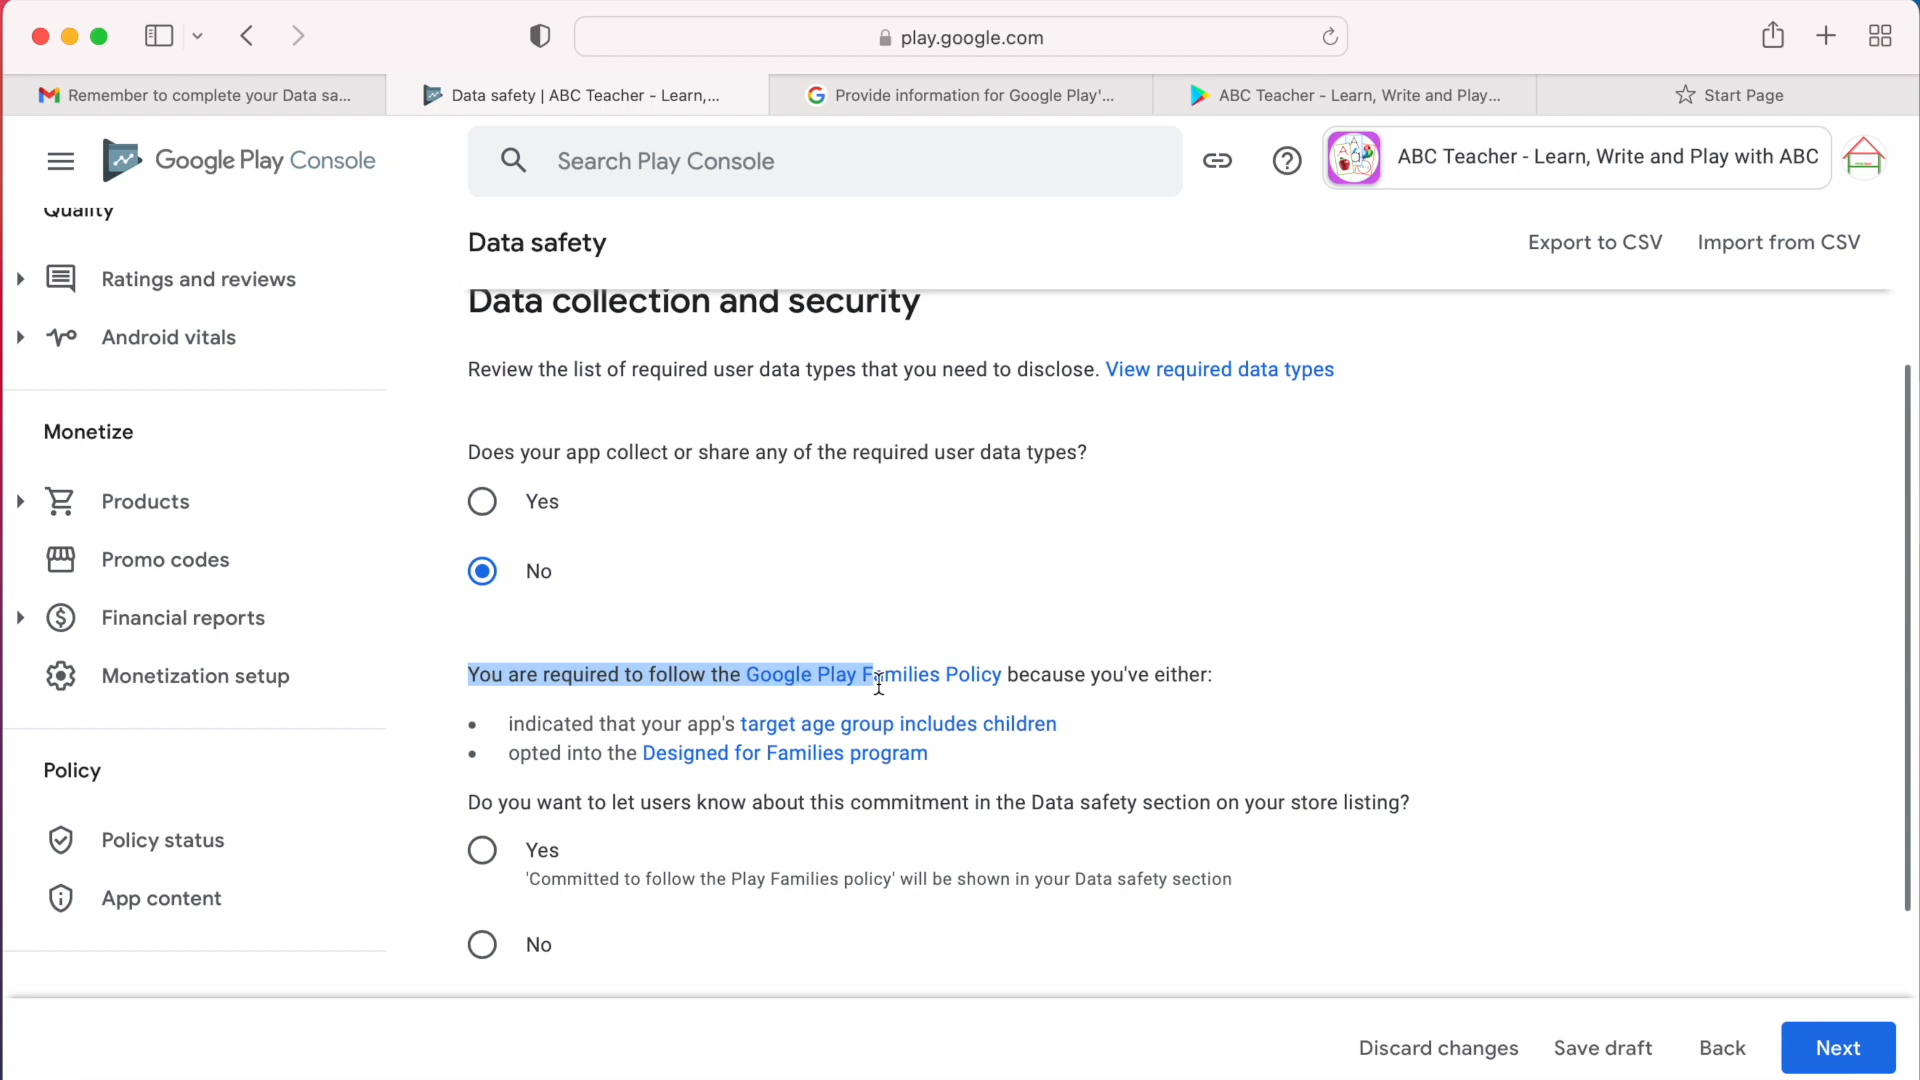 play.google.com
Remember to complete your Data sa...
Data safety | ABC Teacher - Learn,...
Provide information for Google Play'...
ABC Teacher - Learn, Write and Play...
Start Page
Google Play Console
Search Play Console
ABC Teacher - Learn, Write and Play with ABC
Quality
Ratings and reviews
Android vitals
Monetize
Products
Promo codes
Financial reports
Monetization setup
Policy
Policy status
App content
Data safety
Export to CSV
Import from CSV
Data collection and security
Review the list of required user data types that you need to disclose. View required data types
Does your app collect or share any of the required user data types?
Yes
No
You are required to follow the Google Play Families Policy because you've either:
• indicated that your app's target age group includes children
• opted into the Designed for Families program
Do you want to let users know about this commitment in the Data safety section on your store listing?
Yes
'Committed to follow the Play Families policy' will be shown in your Data safety section
No
Discard changes
Save draft
Back
Next